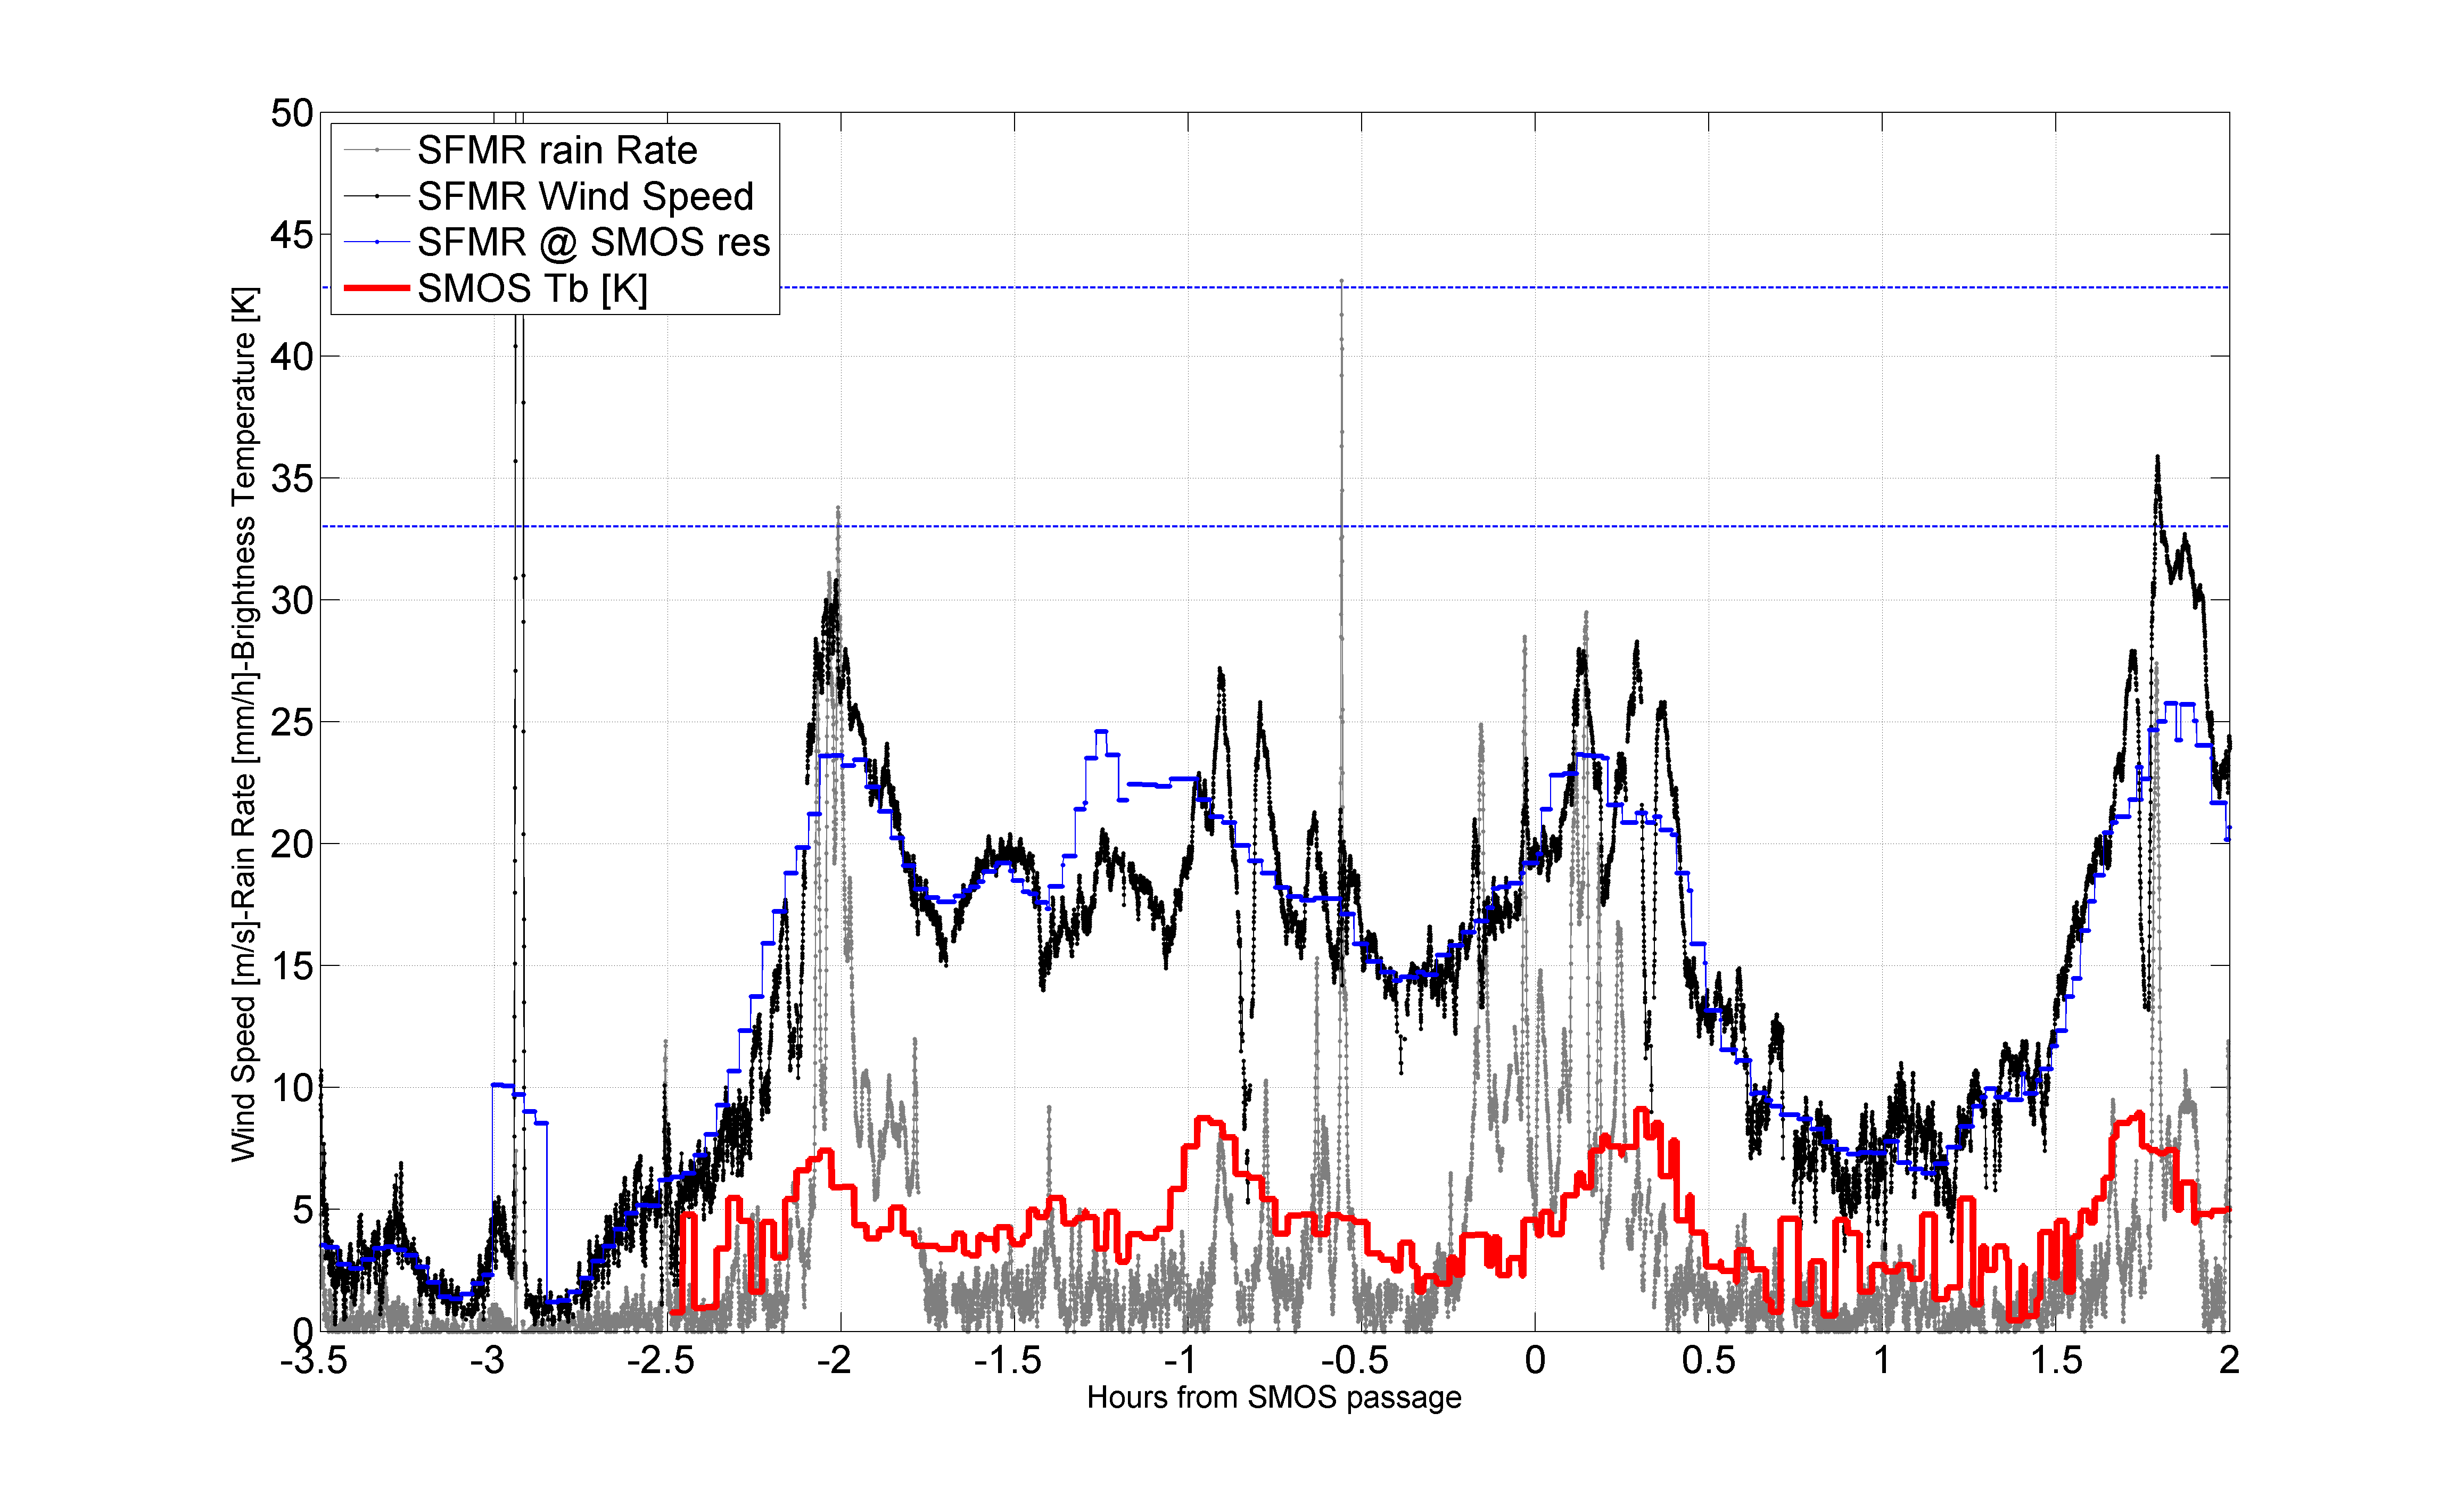 50
45
40
35
30
25
20
15
10
5
0
SFMR rain Rate
SFMR Wind Speed
SFMR @ SMOS res
SMOS Tb [K]
Wind Speed [m/s]-Rain Rate [mm/h]-Brightness Temperature [K]
-3.5 -3 -2.5 -2 -1.5 -1 -0.5 0 0.5 1 1.5 2
Hours from SMOS passage